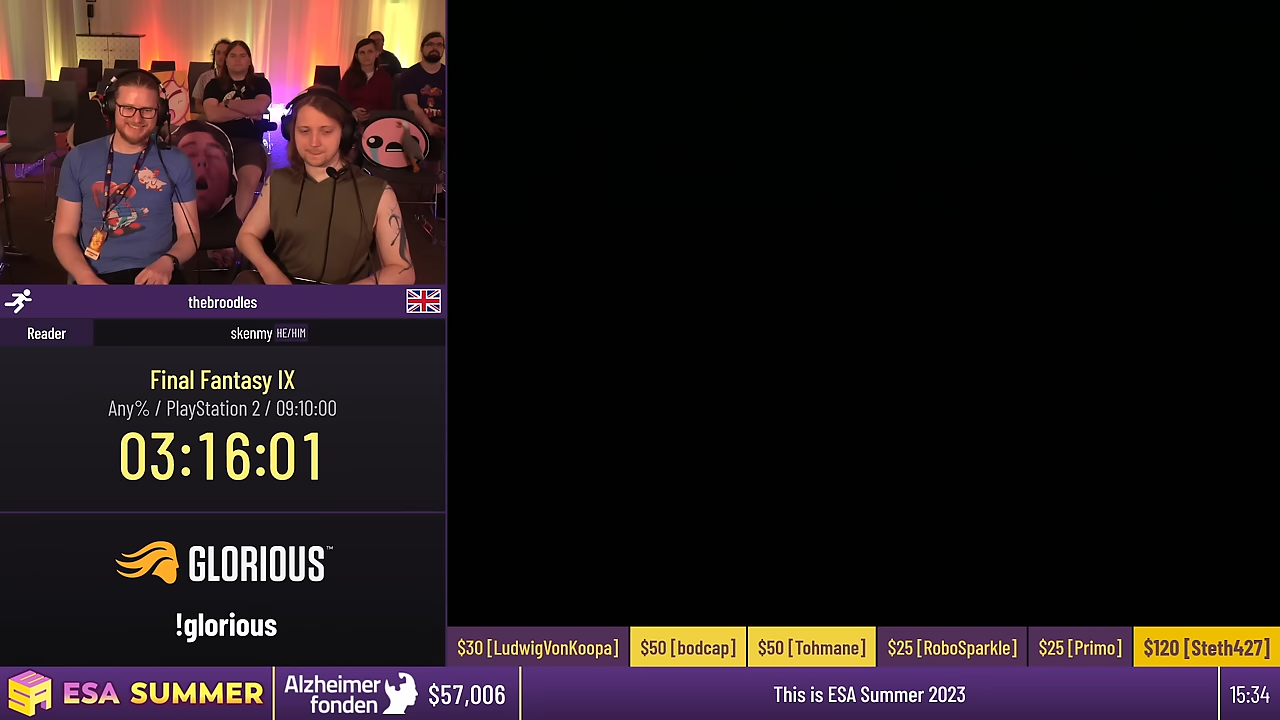 thebroodles
Reader
skenmy HE/HIM
Final Fantasy IX
Any% / PlayStation 2 / 09:10:00
03:16:01
GLORIOUS™
!glorious
$30 [LudwigVonKoopa]
$50 [bodcap]
$50 [Tohmane]
$25 [RoboSparkle]
$25 [Primo]
$120 [Steth427]
ESA SUMMER
Alzheimer
fonden
$57,006
This is ESA Summer 2023
15:34